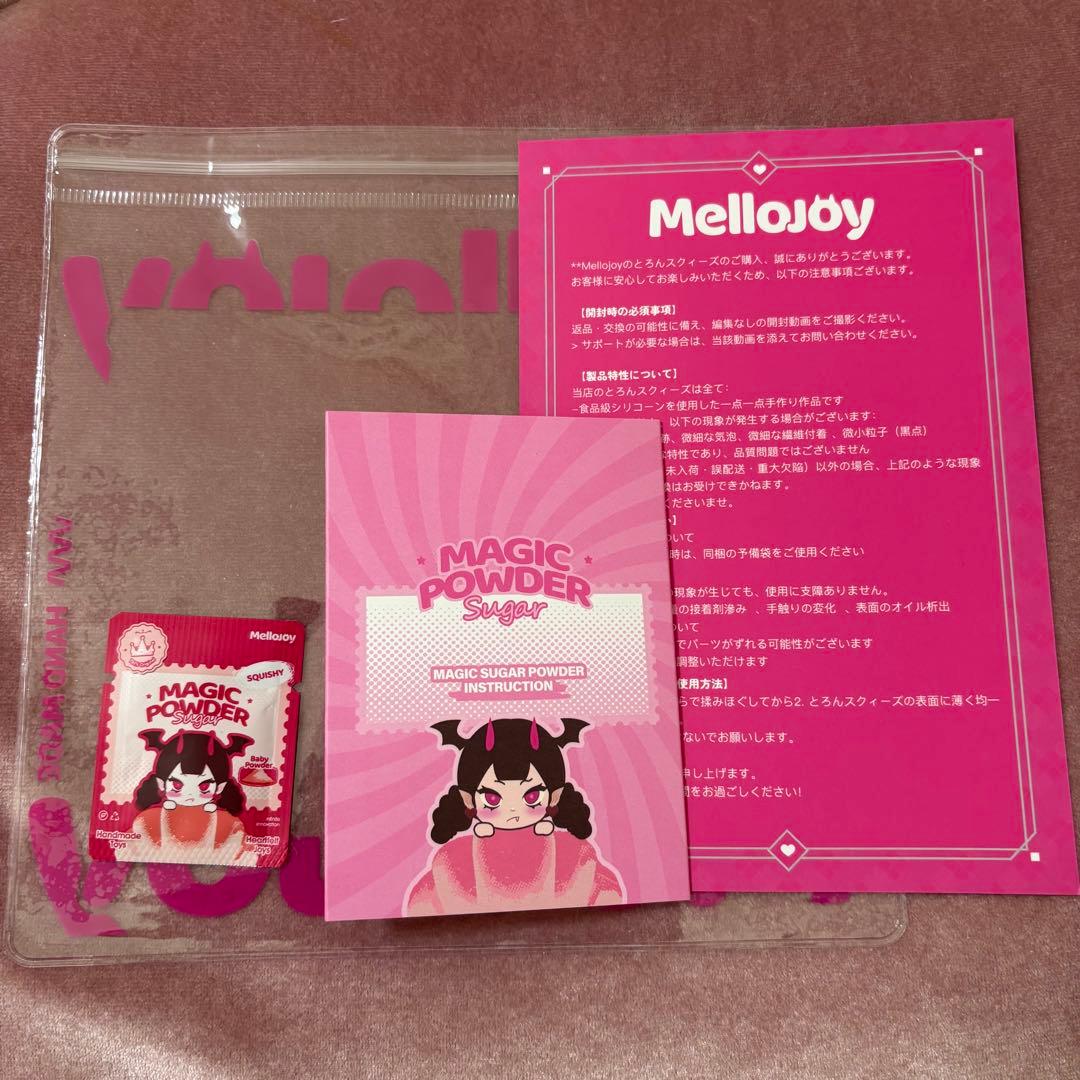 Mellojoy
**Mellojoyのとろんスクィーズのご購入、誠にありがとうございます。
お客様に安心してお楽しみいただくため、以下の注意事項ございます。
【開封時の必須事項】
返品・交換の可能性に備え、編集なしの開封動画をご撮影ください。
> サポートが必要な場合は、当該動画を添えてお問い合わせください。
【製品特性について】
当店のとろんスクィーズは全て:
–食品級シリコーンを使用した一点一点手作り作品です
以下の現象が発生する場合がございます:
跡、微細な気泡、微細な繊維付着 、微小粒子（黒点）
な特性であり、品質問題ではございません
未入荷・誤配送・重大欠陥）以外の場合、上記のような現象
換はお受けできかねます。
ださいませ。
】
いて
時は、同梱の予備袋をご使用ください
の現象が生じても、使用に支障ありません。
の接着剤滲み 、手触りの変化 、表面のオイル析出
ついて
でパーツがずれる可能性がございます
調整いただけます
使用方法】
らで揉みほぐしてから2. とろんスクィーズの表面に薄く均一
ないでお願いします。
申し上げます。
間をお過ごしください!
MAGIC
POWDER
Sugar
MAGIC SUGAR POWDER
INSTRUCTION
Mellojoy
SQUISHY
MAGIC
POWDER
Sugar
Baby
Powder
Handmade
Toys
Heartfelt
Joys